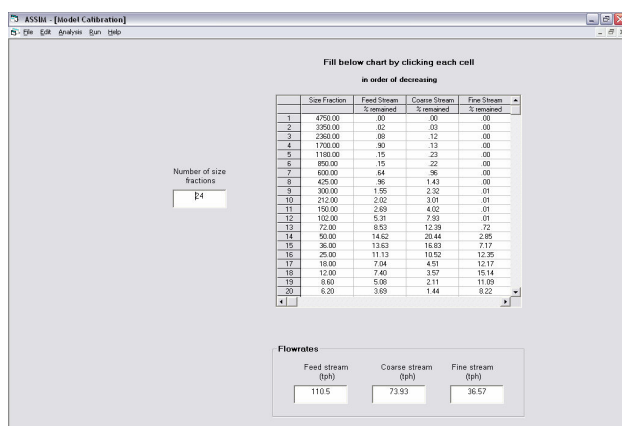 ASSIM - [Model Calibration]
File Edit Analysis Run Help
Fill below chart by clicking each cell
in order of decreasing
Size Fraction Feed Stream Coarse Stream Fine Stream
% remained % remained % remained
1 4750.00 .00 .00 .00
2 3350.00 .02 .03 .00
3 2360.00 .08 .12 .00
4 1700.00 .90 .13 .00
5 1180.00 .15 .23 .00
6 850.00 .15 .22 .00
7 600.00 .64 .96 .00
8 425.00 .96 1.43 .00
9 300.00 1.55 2.32 .01
10 212.00 2.02 3.01 .01
11 150.00 2.69 4.02 .01
12 102.00 5.31 7.93 .01
13 72.00 8.53 12.39 .72
14 50.00 14.62 20.44 2.85
15 36.00 13.63 16.83 7.17
16 25.00 11.13 10.52 12.35
17 18.00 7.04 4.51 12.17
18 12.00 7.40 3.57 15.14
19 8.60 5.08 2.11 11.09
20 6.20 3.69 1.44 8.22
Number of size
fractions
24
Flowrates
Feed stream
(tph)
Coarse stream
(tph)
Fine stream
(tph)
110.5 73.93 36.57